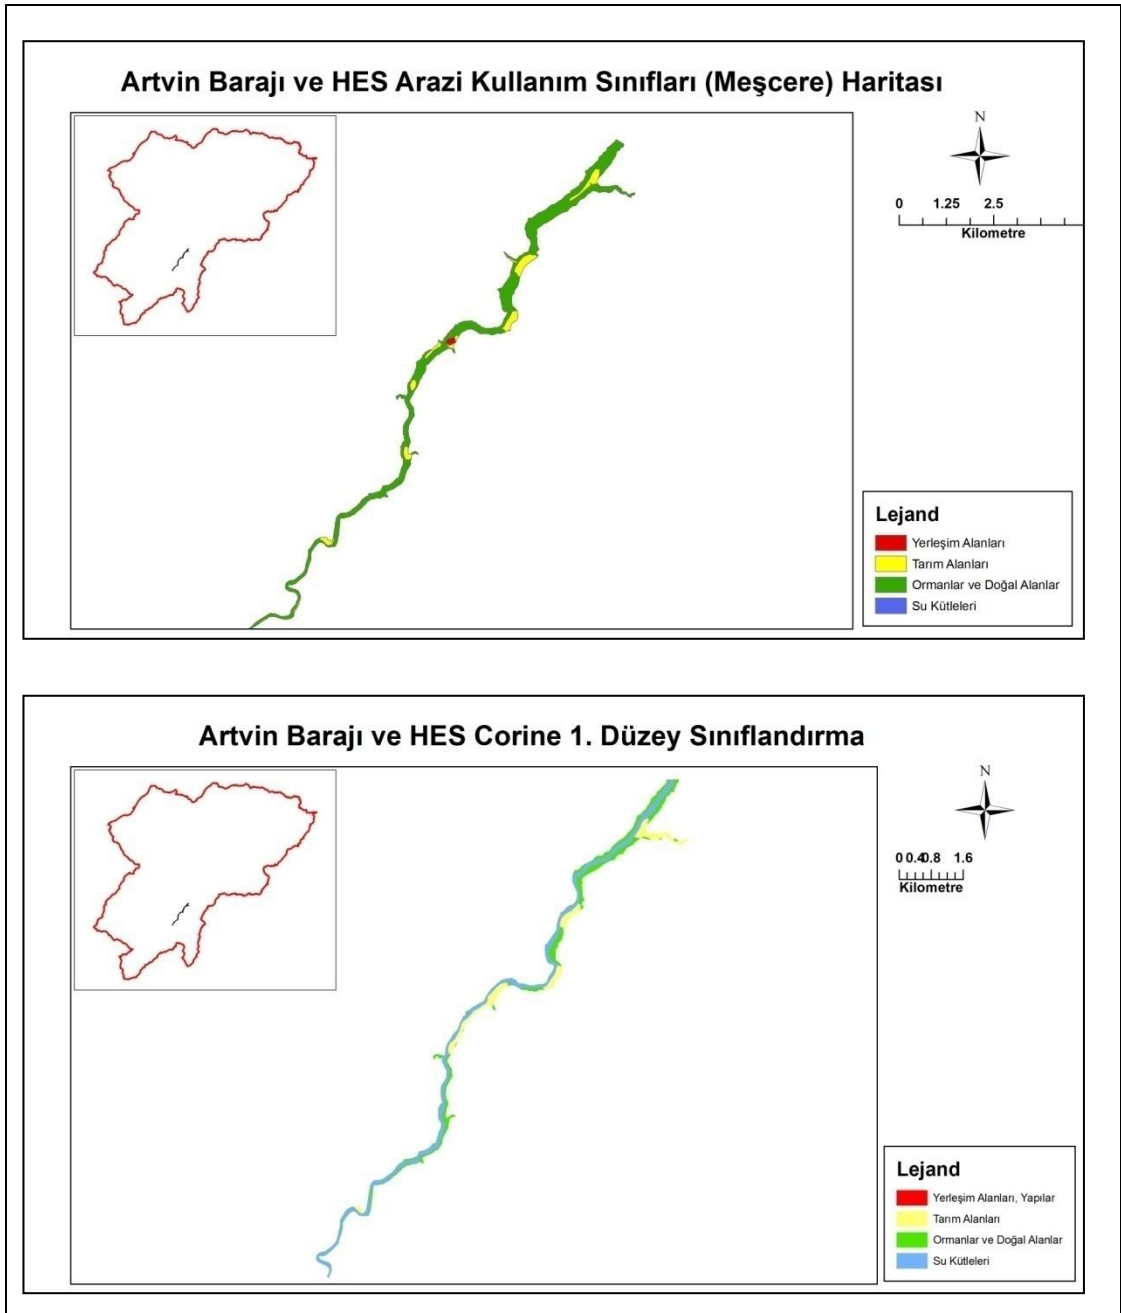 Artvin Barajı ve HES Arazi Kullanım Sınıfları (Meşcere) Haritası
N
0 1.25 2.5
Kilometre
Lejand
Yerleşim Alanları
Tarım Alanları
Ormanlar ve Doğal Alanlar
Su Kütleleri
Artvin Barajı ve HES Corine 1. Düzey Sınıflandırma
N
0 0.40.8 1.6
Kilometre
Lejand
Yerleşim Alanları, Yapılar
Tarım Alanları
Ormanlar ve Doğal Alanlar
Su Kütleleri